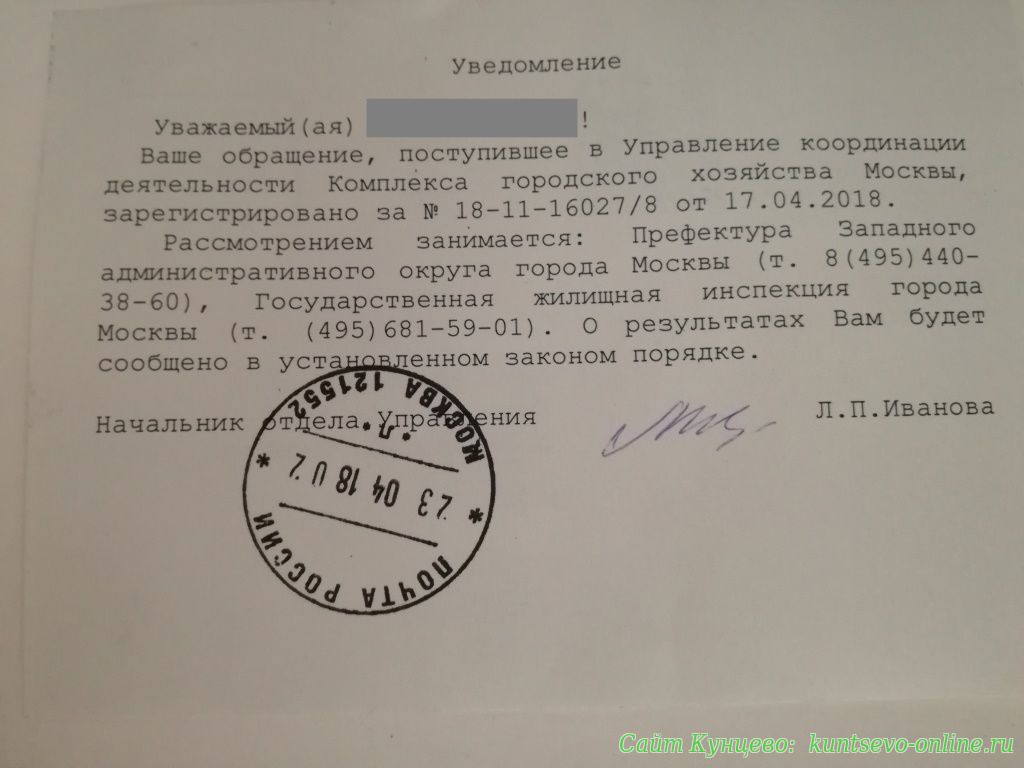 Уведомление
Уважаемый(ая) !
Ваше обращение, поступившее в Управление координации
деятельности Комплекса городского хозяйства Москвы,
зарегистрировано за № 18-11-16027/8 от 17.04.2018.
Рассмотрением занимается: Префектура Западного
административного округа города Москвы (т. 8(495)440-
38-60), Государственная жилищная инспекция города
Москвы (т. (495)681-59-01). О результатах Вам будет
сообщено в установленном законом порядке.
Начальник отдела Управления
Л.П.Иванова
МОСКВА 121552
*Л*
* 23 04 18 02 *
ПОЧТА РОССИИ
Сайт Кунцево: kuntsevo-online.ru